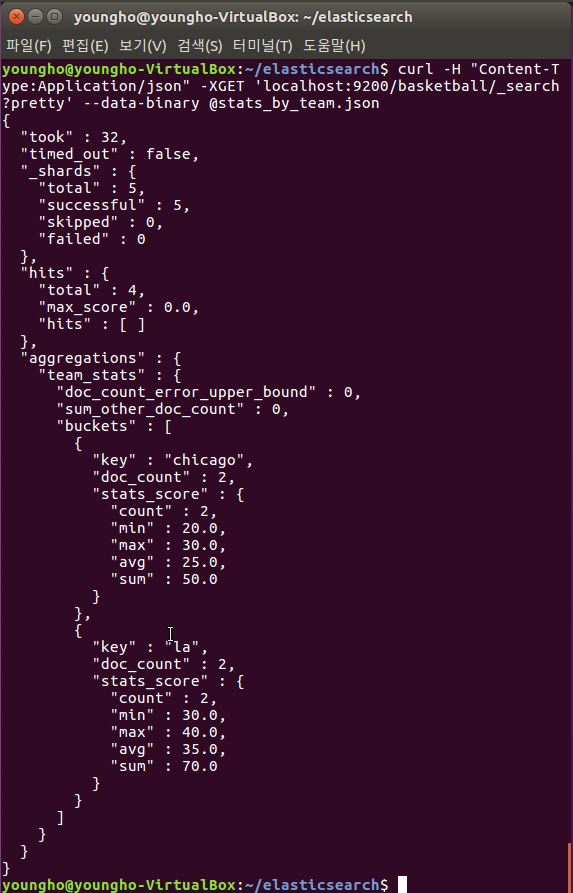 youngho@youngho-VirtualBox: ~/elasticsearch
파일(F) 편집(E) 보기(V) 검색(S) 터미널(T) 도움말(H)
youngho@youngho-VirtualBox:~/elasticsearch$ curl -H "Content-T
ype:Application/json" -XGET 'localhost:9200/basketball/_search
?pretty' --data-binary @stats_by_team.json
{
  "took" : 32,
  "timed_out" : false,
  "_shards" : {
    "total" : 5,
    "successful" : 5,
    "skipped" : 0,
    "failed" : 0
  },
  "hits" : {
    "total" : 4,
    "max_score" : 0.0,
    "hits" : [ ]
  },
  "aggregations" : {
    "team_stats" : {
      "doc_count_error_upper_bound" : 0,
      "sum_other_doc_count" : 0,
      "buckets" : [
        {
          "key" : "chicago",
          "doc_count" : 2,
          "stats_score" : {
            "count" : 2,
            "min" : 20.0,
            "max" : 30.0,
            "avg" : 25.0,
            "sum" : 50.0
          }
        },
        {
          "key" : "la",
          "doc_count" : 2,
          "stats_score" : {
            "count" : 2,
            "min" : 30.0,
            "max" : 40.0,
            "avg" : 35.0,
            "sum" : 70.0
          }
        }
      ]
    }
  }
}
youngho@youngho-VirtualBox:~/elasticsearch$